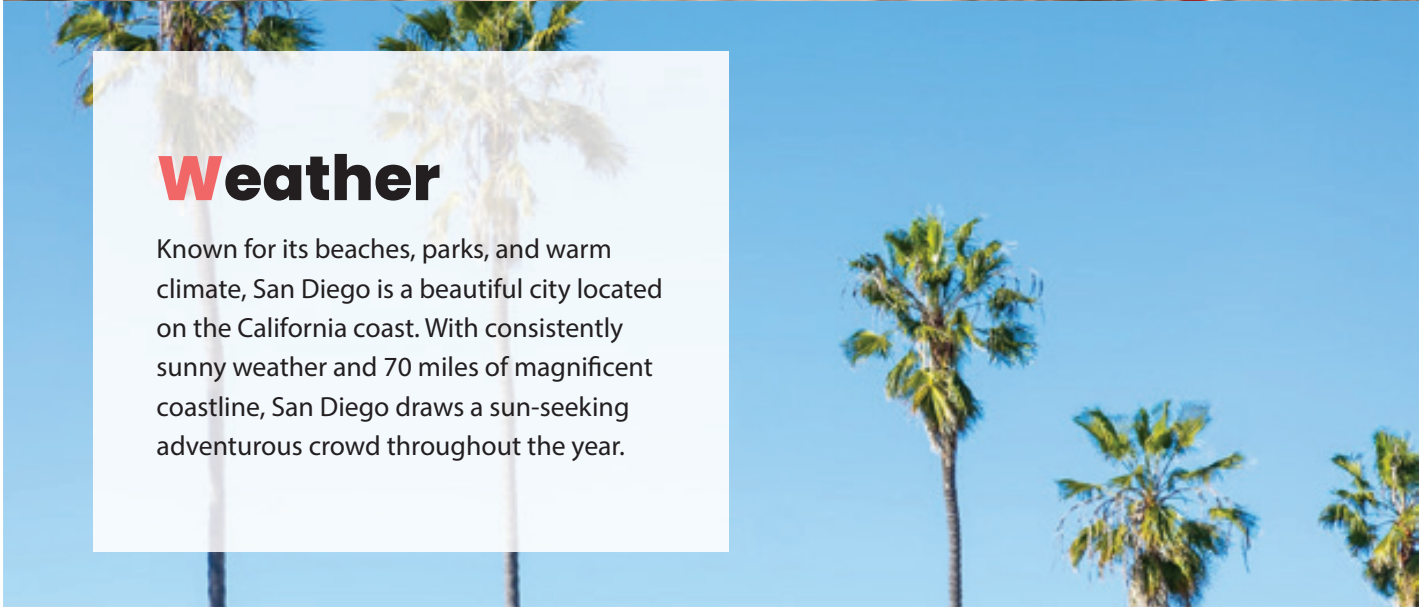 Weather
Known for its beaches, parks, and warm
climate, San Diego is a beautiful city located
on the California coast. With consistently
sunny weather and 70 miles of magnificent
coastline, San Diego draws a sun-seeking
adventurous crowd throughout the year.